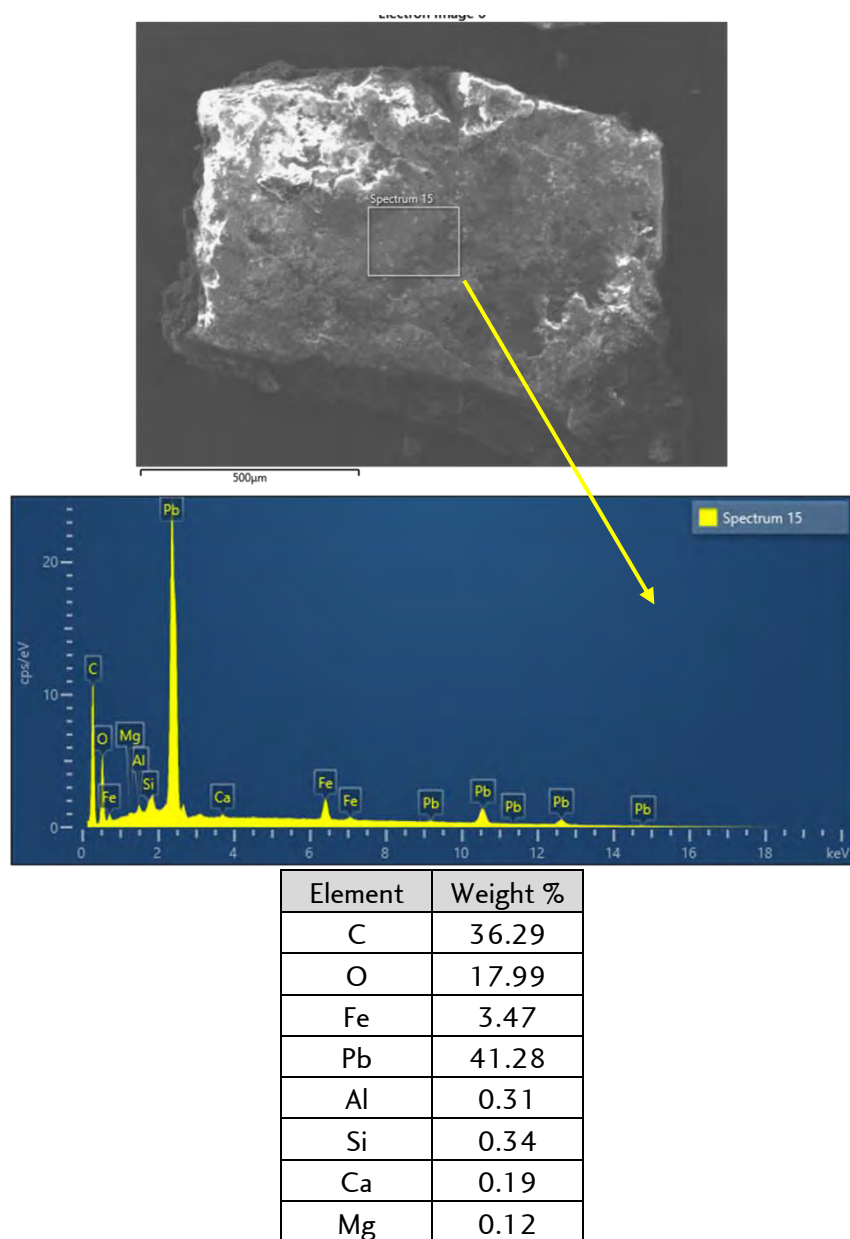 Electron Image 6
Spectrum 15
500µm
Pb
Spectrum 15
20
cps/eV
C
10
O
Mg
Al
Si
Fe
Ca
Fe
Fe
Pb
Pb
Pb
Pb
Pb
0
0 2 4 6 8 10 12 14 16 18 keV
Element Weight %
C 36.29
O 17.99
Fe 3.47
Pb 41.28
Al 0.31
Si 0.34
Ca 0.19
Mg 0.12